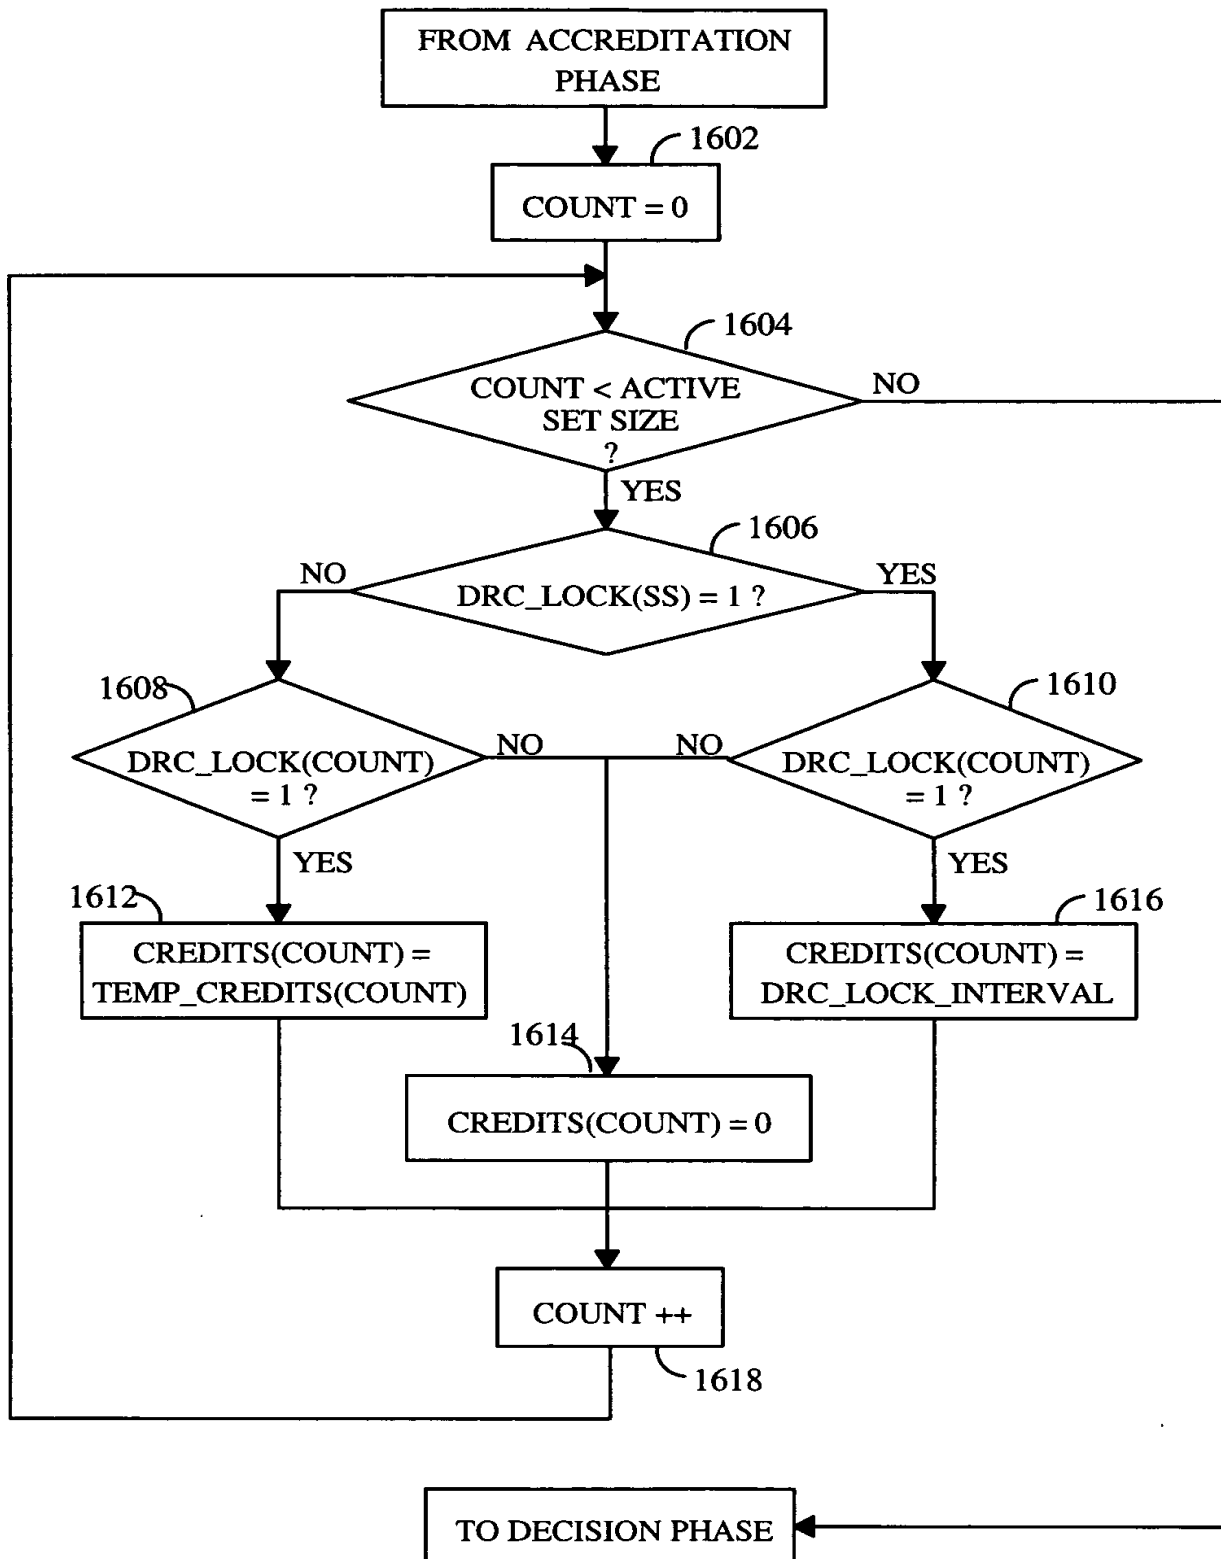 FROM ACCREDITATION
PHASE
1602
COUNT = 0
1604
COUNT < ACTIVE
SET SIZE
?
NO
YES
1606
NO
DRC_LOCK(SS) = 1 ?
YES
1608
DRC_LOCK(COUNT)
= 1 ?
NO
NO
1610
DRC_LOCK(COUNT)
= 1 ?
YES
YES
1612
CREDITS(COUNT) =
TEMP_CREDITS(COUNT)
1616
CREDITS(COUNT) =
DRC_LOCK_INTERVAL
1614
CREDITS(COUNT) = 0
COUNT ++
1618
TO DECISION PHASE